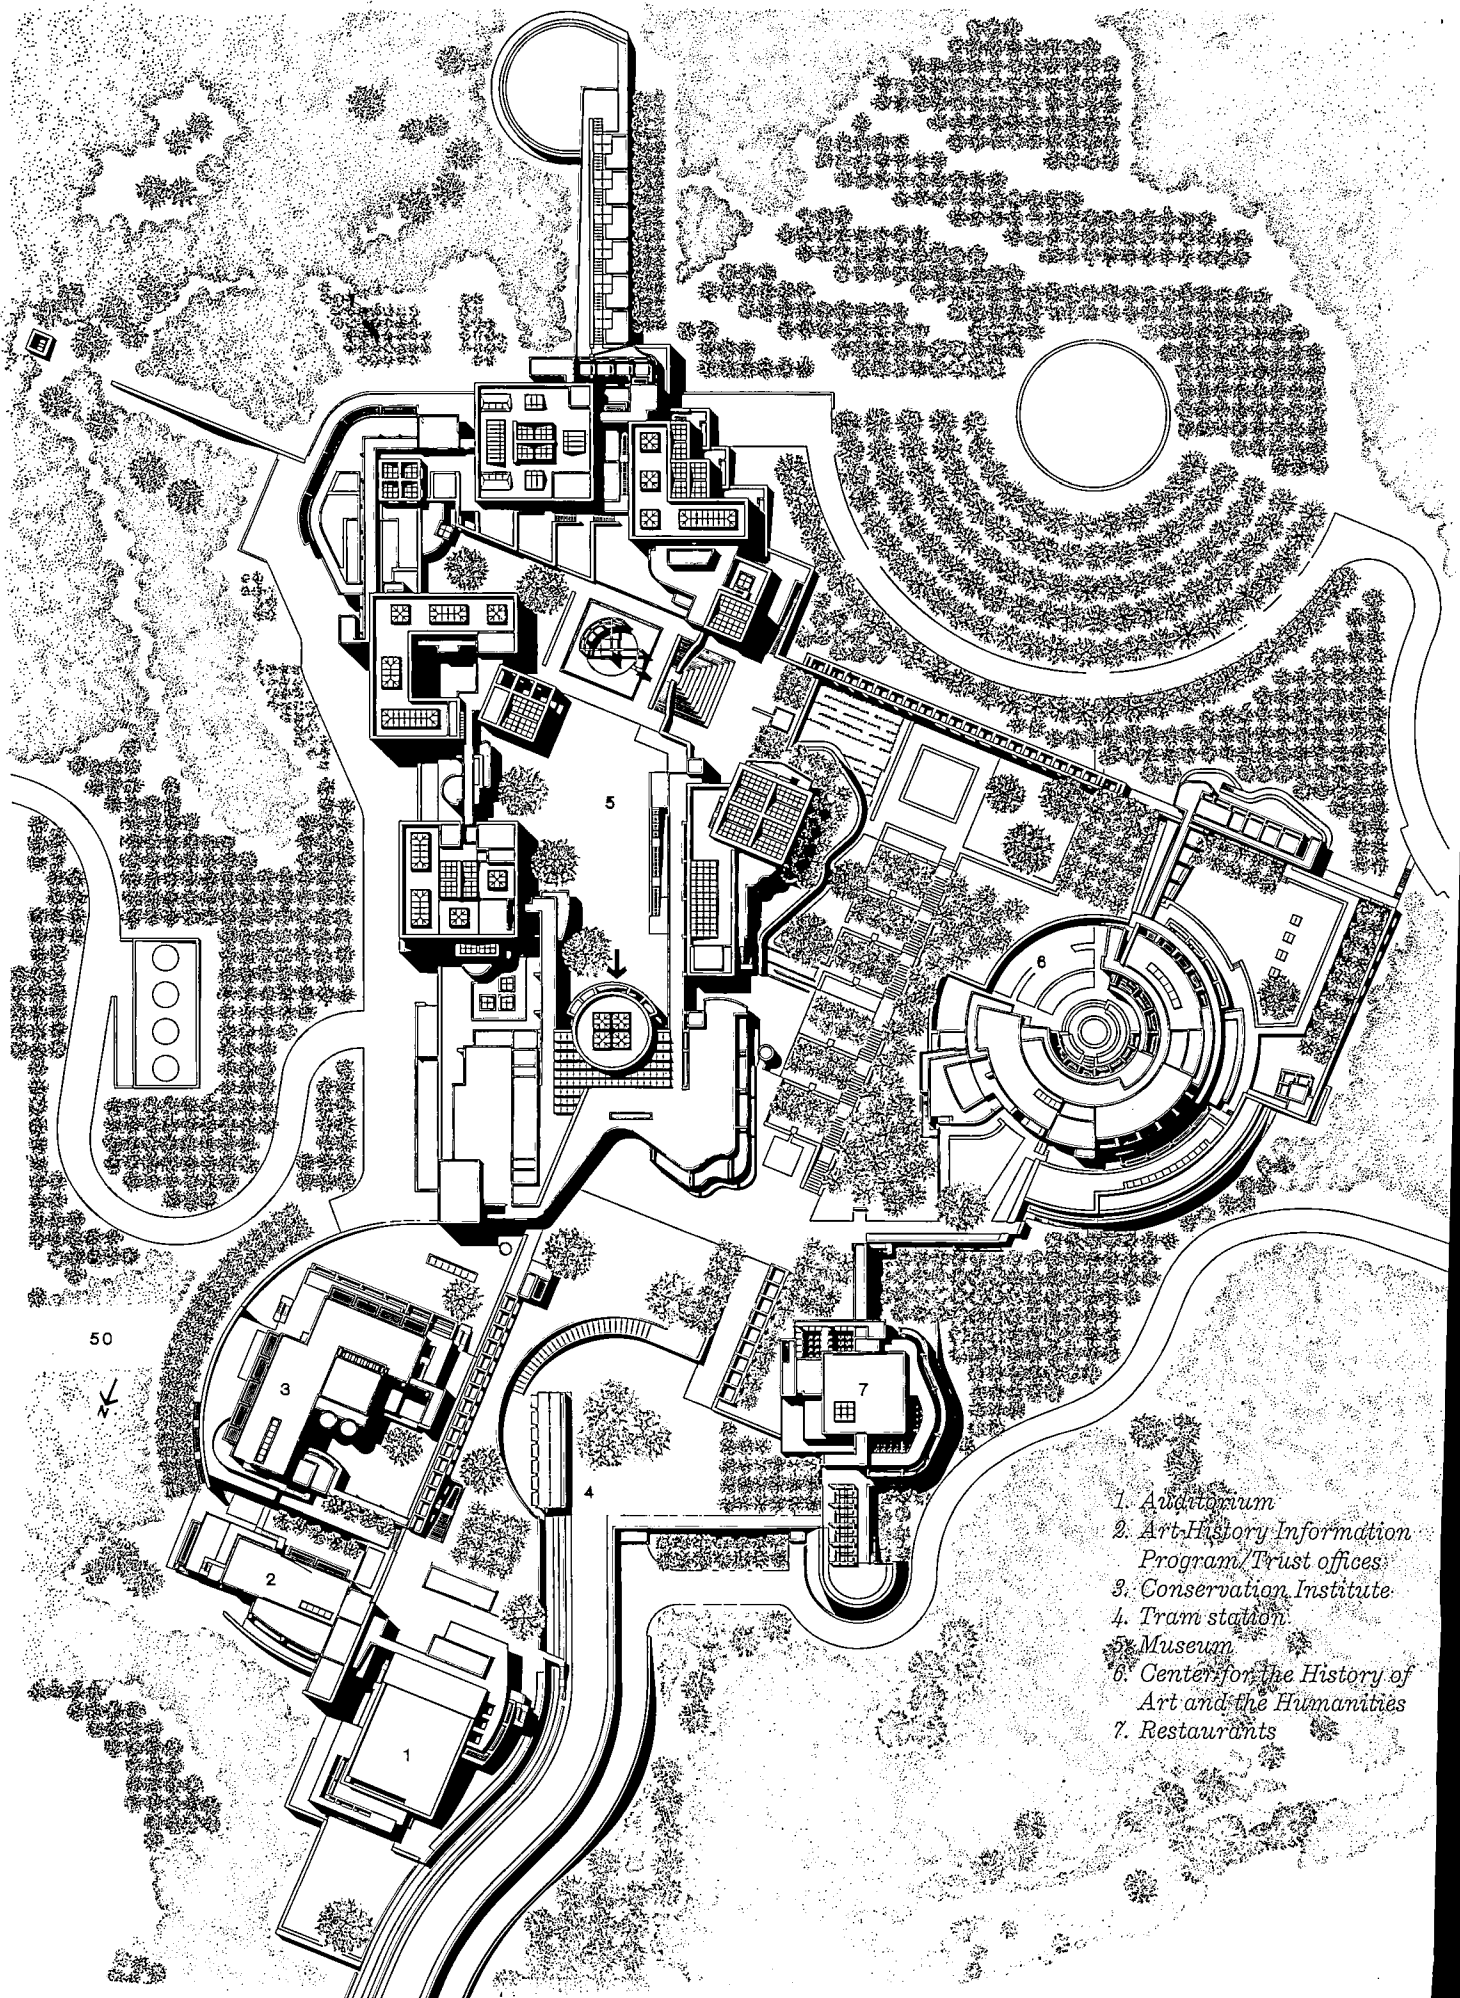 5
6
50
N
3
7
4
2
1
1. Auditorium
2. Art History Information
Program/Trust offices
3. Conservation Institute
4. Tram station
5. Museum
6. Center for the History of
Art and the Humanities
7. Restaurants